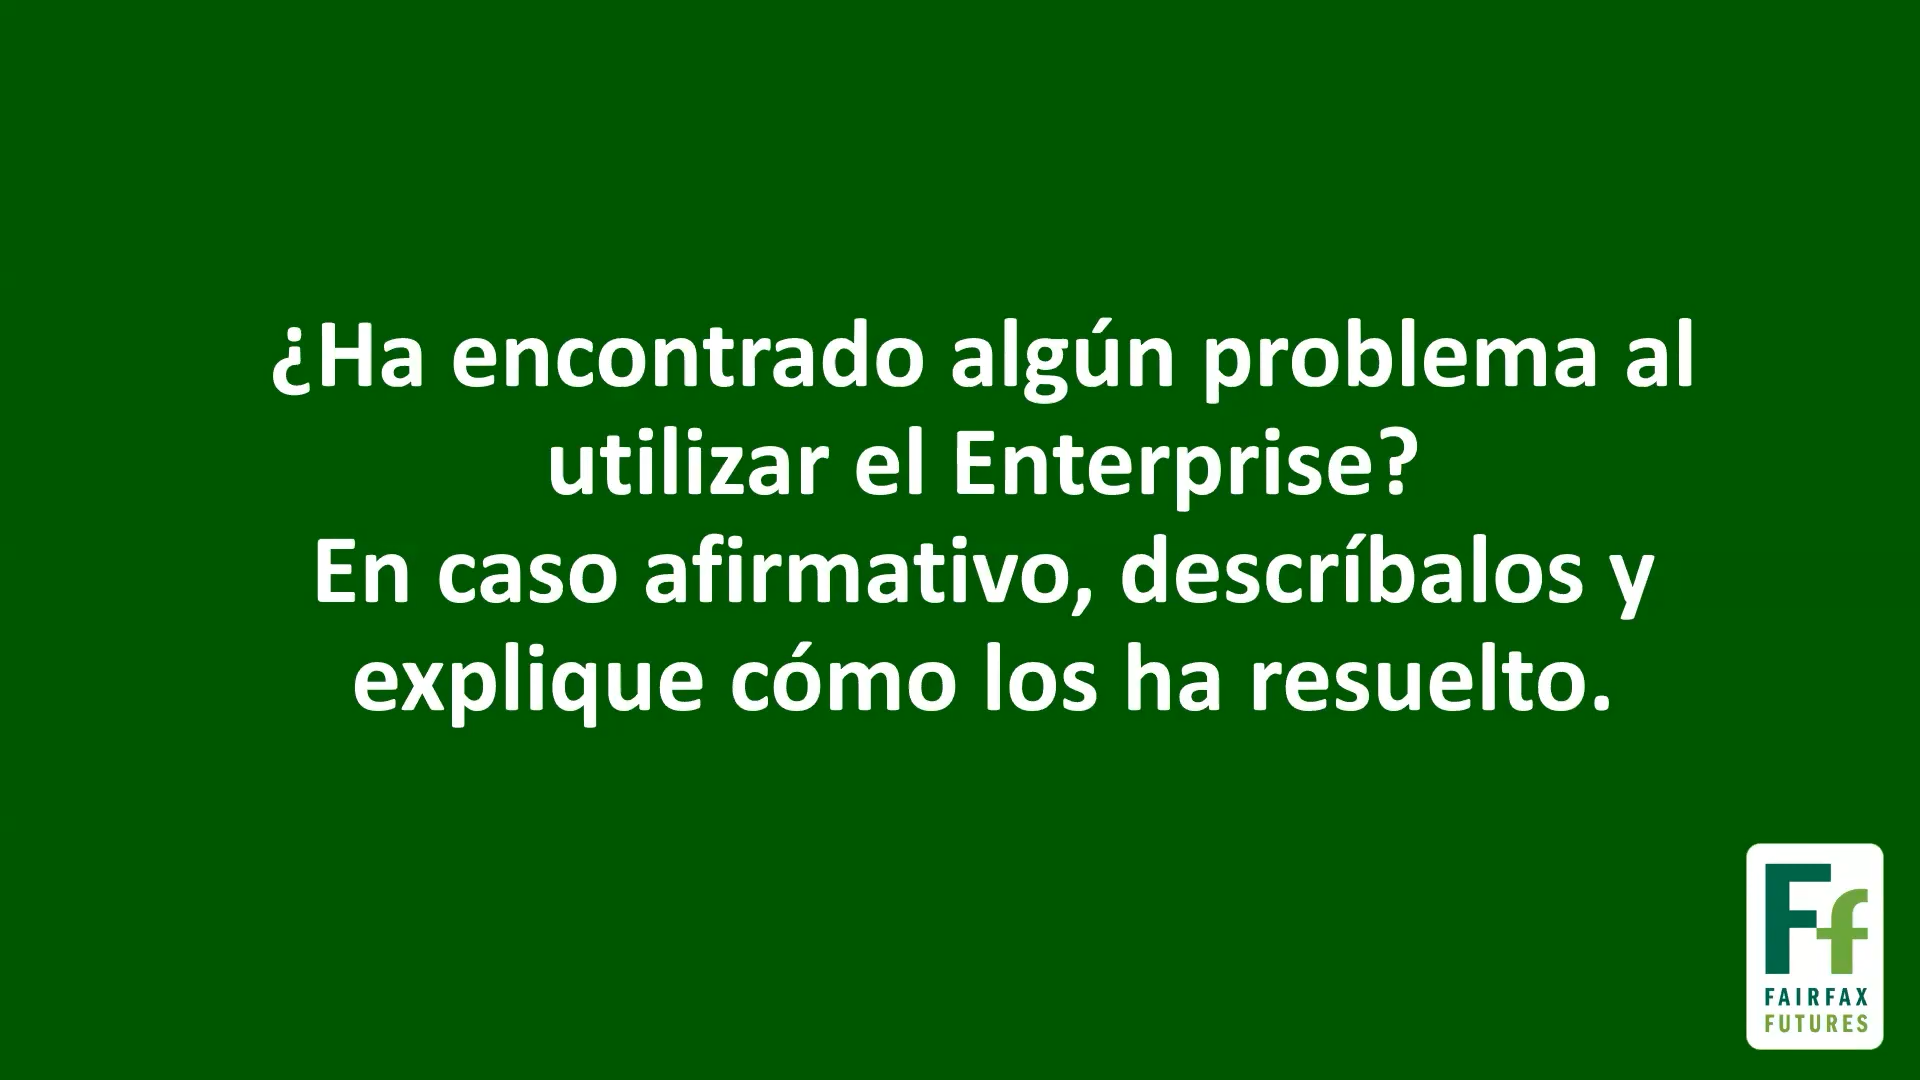 ¿Ha encontrado algún problema al
utilizar el Enterprise?
En caso afirmativo, descríbalos y
explique cómo los ha resuelto.
Ff
FAIRFAX
FUTURES